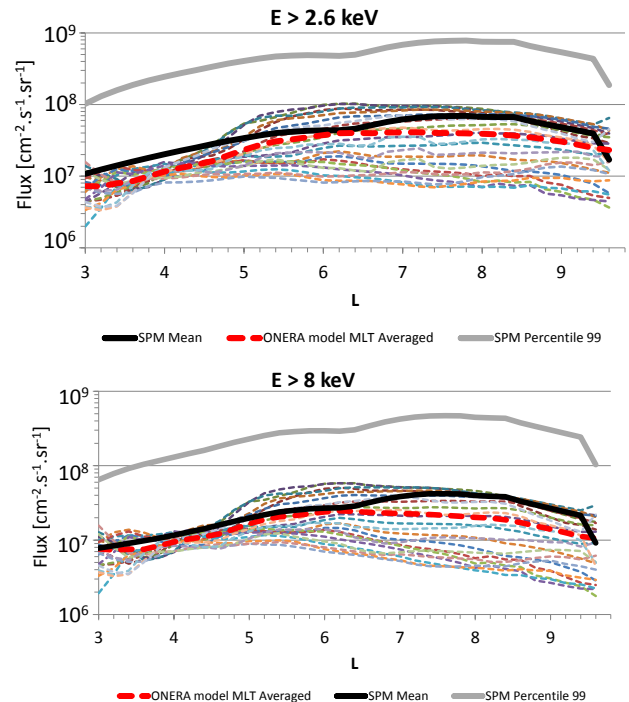 E > 2.6 keV
Flux [cm⁻².s⁻¹.sr⁻¹]
10⁹
10⁸
10⁷
10⁶
3 4 5 6 7 8 9
L
SPM Mean ONERA model MLT Averaged SPM Percentile 99
E > 8 keV
Flux [cm⁻².s⁻¹.sr⁻¹]
10⁹
10⁸
10⁷
10⁶
3 4 5 6 7 8 9
L
ONERA model MLT Averaged SPM Mean SPM Percentile 99